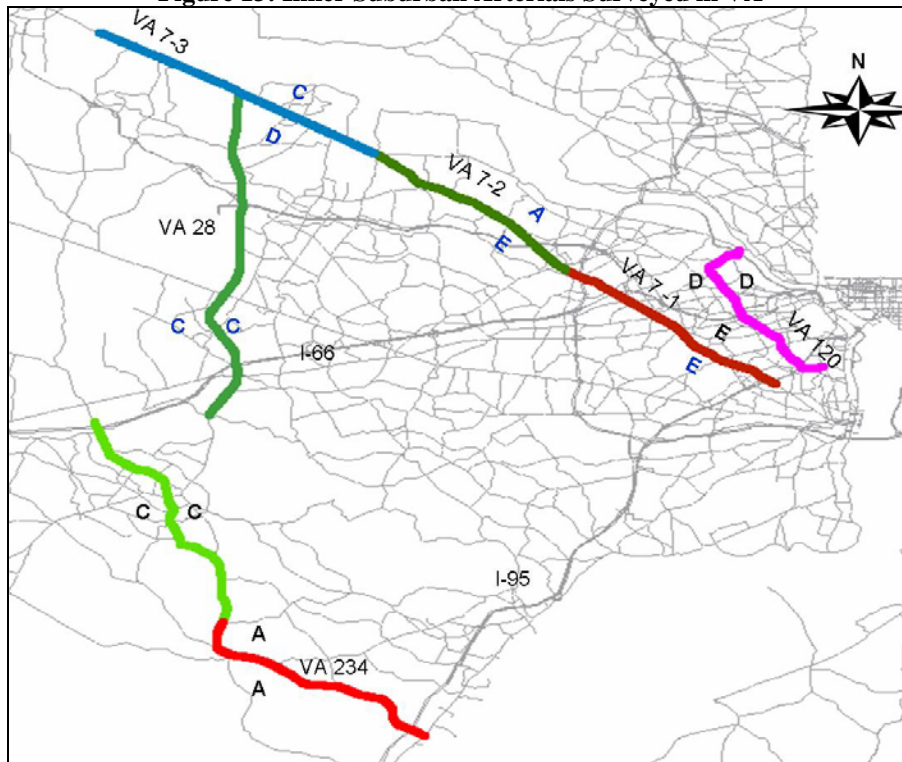 Figure 15: Inner Suburban Arterials Surveyed in VA
VA 7-3
N
C
D
VA 7-2
A
E
VA 28
VA 7-1
D D
E
VA 120
E
C C
I-66
C C
I-95
A
VA 234
A